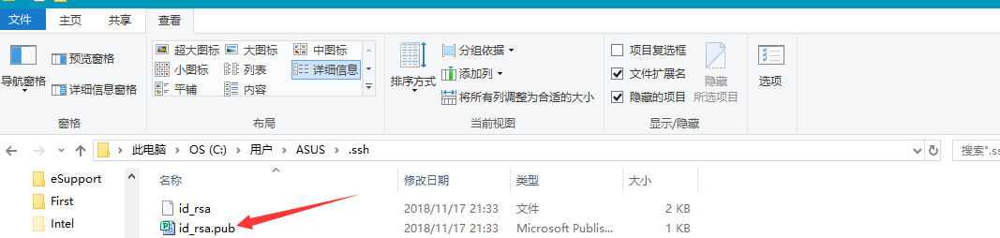 文件 主页 共享 查看
导航窗格
预览窗格
详细信息窗格
窗格
超大图标 大图标 中图标
小图标 列表 详细信息
平铺 内容
布局
排序方式
分组依据
添加列
将所有列调整为合适的大小
当前视图
项目复选框
文件扩展名
隐藏的项目
隐藏
所选项目
显示/隐藏
选项
此电脑 OS (C:) 用户 ASUS .ssh
搜索".ss
eSupport
First
Intel
名称 修改日期 类型 大小
id_rsa 2018/11/17 21:33 文件 2 KB
id_rsa.pub 2018/11/17 21:33 Microsoft Publis... 1 KB